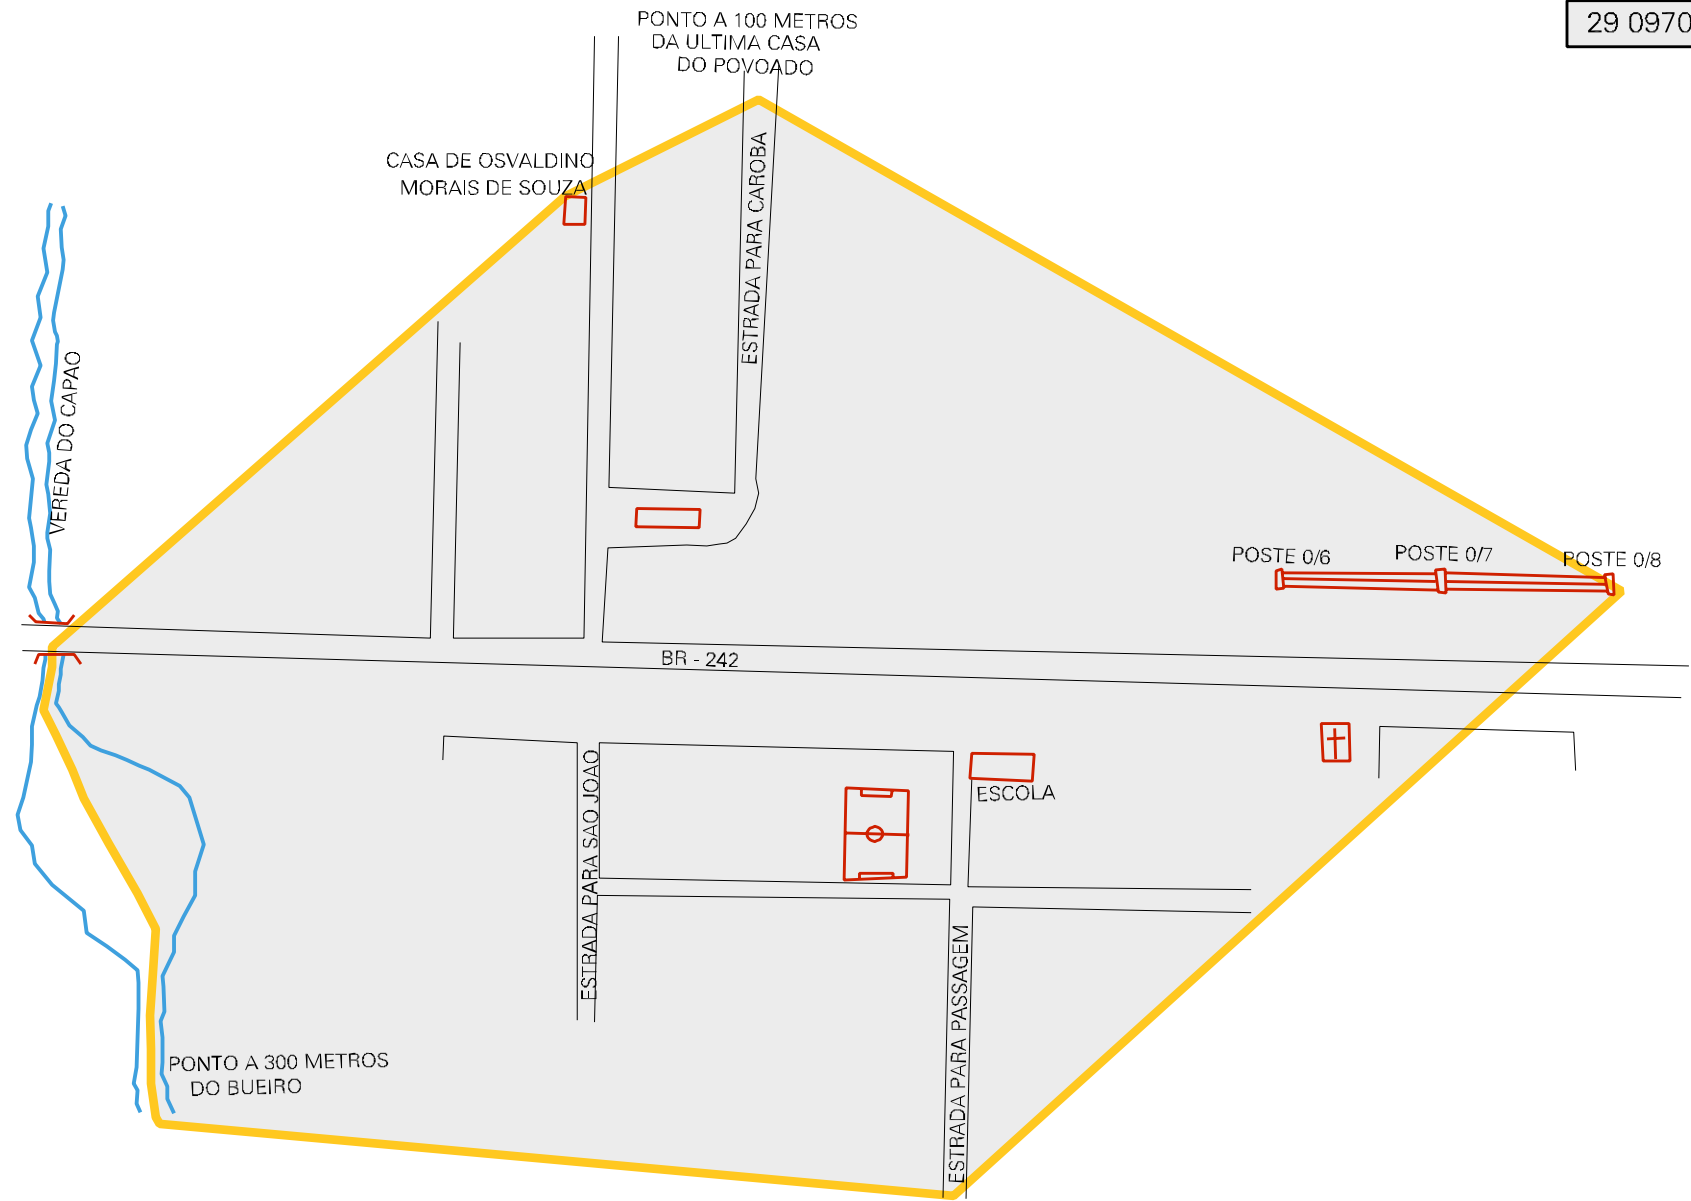 PONTO A 100 METROS
DA ULTIMA CASA
DO POVOADO
29 0970
CASA DE OSVALDINO
MORAIS DE SOUZA
ESTRADA PARA CAROBA
VEREDA DO CAPAO
POSTE 0/6
POSTE 0/7
POSTE 0/8
BR - 242
ESTRADA PARA SAO JOAO
ESCOLA
ESTRADA PARA PASSAGEM
PONTO A 300 METROS
DO BUEIRO